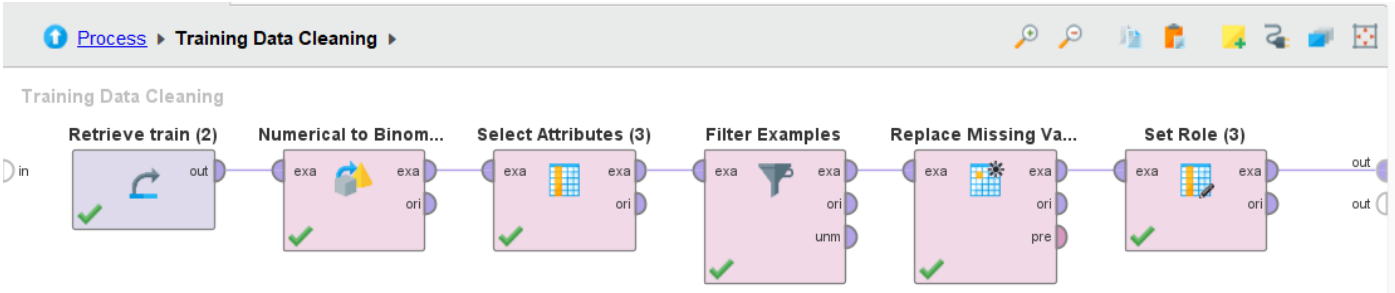 Process ▸ Training Data Cleaning ▸
Training Data Cleaning
Retrieve train (2) Numerical to Binom... Select Attributes (3) Filter Examples Replace Missing Va... Set Role (3)
in out exa exa exa exa exa exa exa exa exa exa out
ori ori ori ori ori out
unm pre